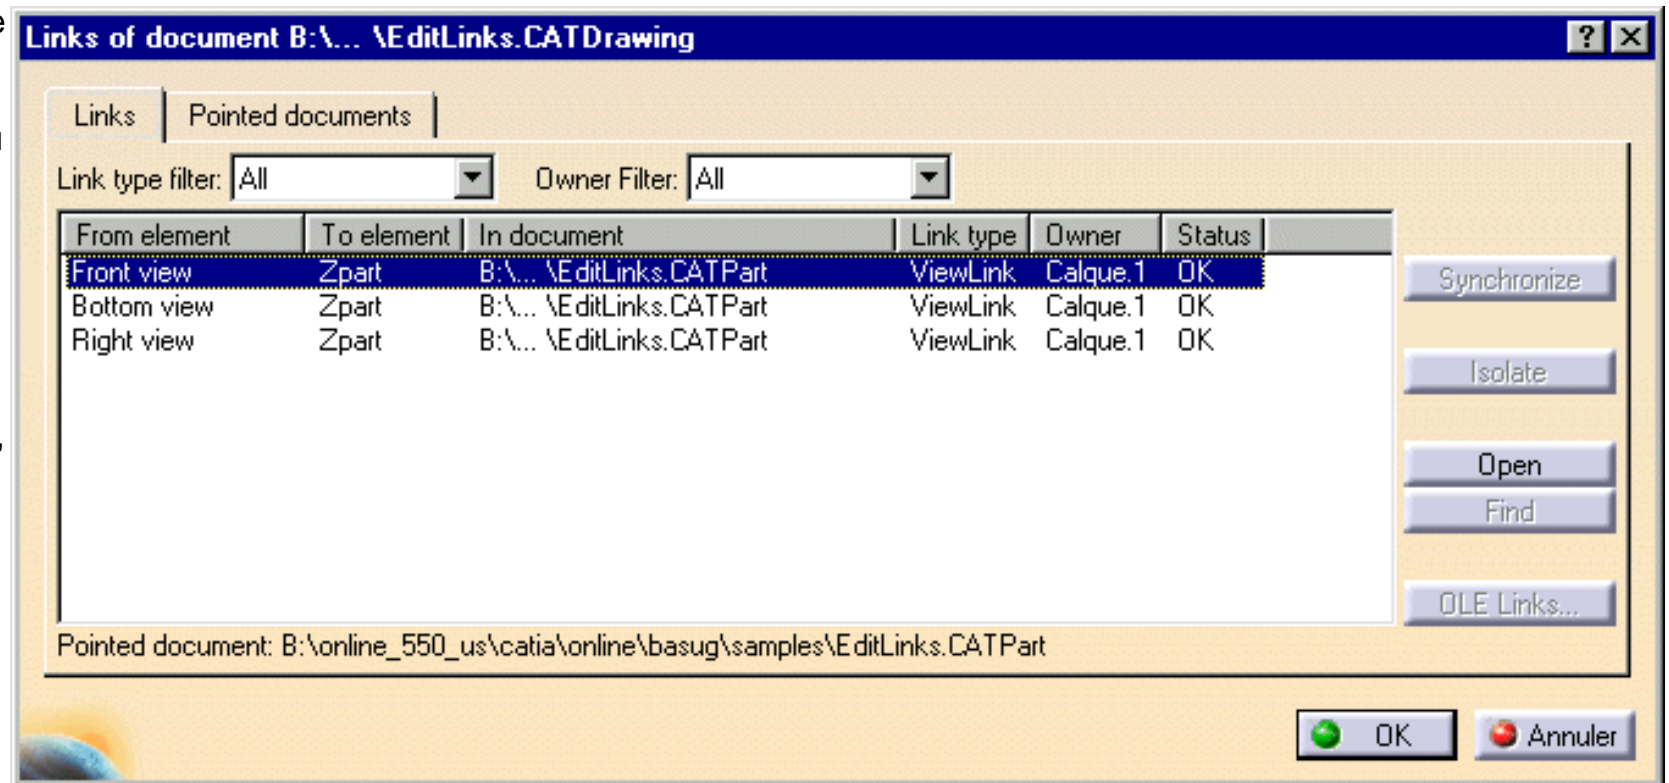 e
Links of document B:\... \EditLinks.CATDrawing
Links Pointed documents
Link type filter: All Owner Filter: All
From element To element In document Link type Owner Status
Front view Zpart B:\... \EditLinks.CATPart ViewLink Calque.1 OK
Bottom view Zpart B:\... \EditLinks.CATPart ViewLink Calque.1 OK
Right view Zpart B:\... \EditLinks.CATPart ViewLink Calque.1 OK
Synchronize
Isolate
Open
Find
OLE Links...
Pointed document: B:\online_550_us\catia\online\basug\samples\EditLinks.CATPart
OK Annuler